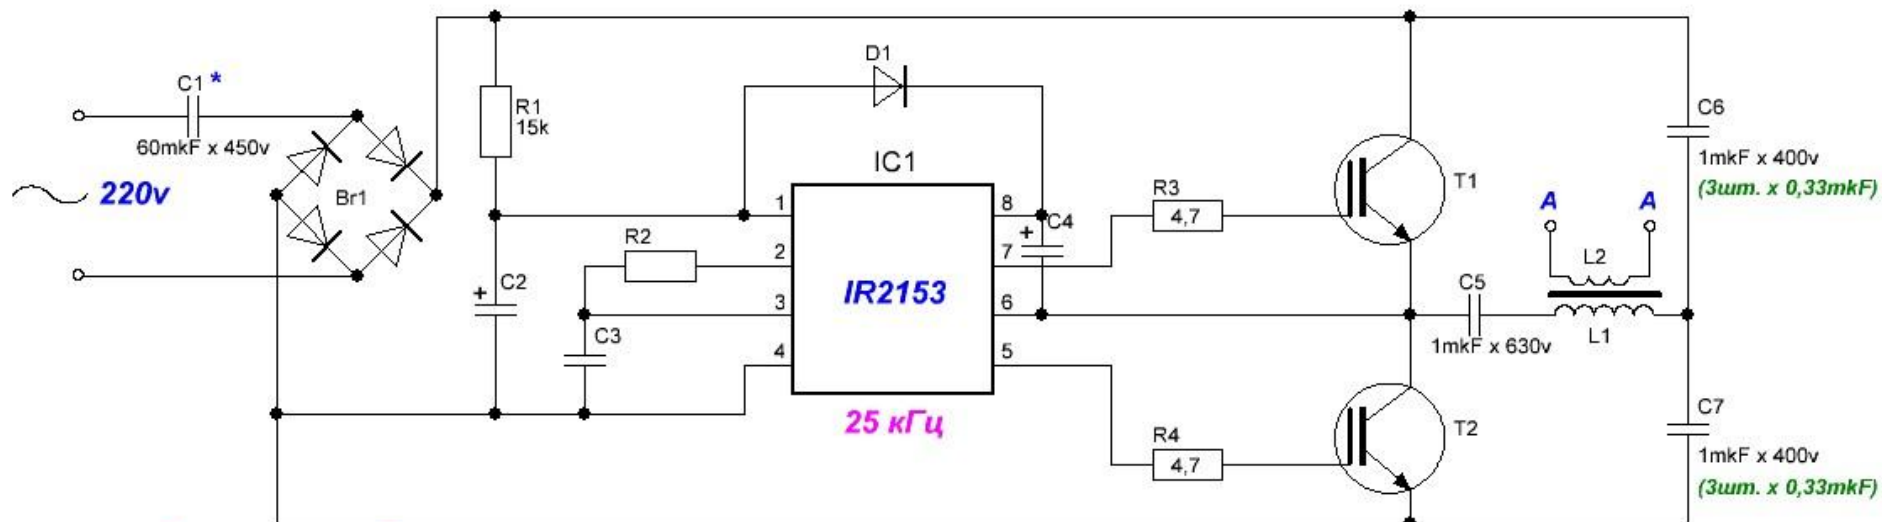 C1 *
60mkF x 450v
220v
Br1
R1
15k
C2
R2
C3
D1
IC1
1
2
3
4
8
7
6
5
IR2153
25 кГц
C4
R3
4,7
R4
4,7
T1
T2
C5
1mkF x 630v
A
A
L2
L1
C6
1mkF x 400v
(3шт. x 0,33mkF)
C7
1mkF x 400v
(3шт. x 0,33mkF)